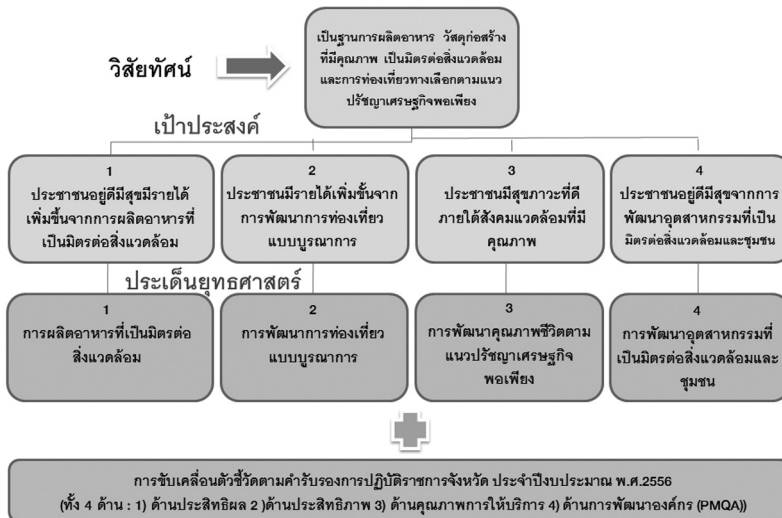 วิสัยทัศน์
เป็นฐานการผลิตอาหาร วัสดุก่อสร้าง
ที่มีคุณภาพ เป็นมิตรต่อสิ่งแวดล้อม
และการท่องเที่ยวทางเลือกตามแนว
ปรัชญาเศรษฐกิจพอเพียง
เป้าประสงค์
1
ประชาชนอยู่ดีมีสุขมีรายได้
เพิ่มขึ้นจากการผลิตอาหารที่
เป็นมิตรต่อสิ่งแวดล้อม
2
ประชาชนมีรายได้เพิ่มขึ้นจาก
การพัฒนาการท่องเที่ยว
แบบบูรณาการ
3
ประชาชนมีสุขภาวะที่ดี
ภายใต้สังคมแวดล้อมที่มี
คุณภาพ
4
ประชาชนอยู่ดีมีสุขจากการ
พัฒนาอุตสาหกรรมที่เป็น
มิตรต่อสิ่งแวดล้อมและชุมชน
ประเด็นยุทธศาสตร์
1
การผลิตอาหารที่เป็นมิตรต่อ
สิ่งแวดล้อม
2
การพัฒนาการท่องเที่ยว
แบบบูรณาการ
3
การพัฒนาคุณภาพชีวิตตาม
แนวปรัชญาเศรษฐกิจ
พอเพียง
4
การพัฒนาอุตสาหกรรมที่
เป็นมิตรต่อสิ่งแวดล้อมและ
ชุมชน
การขับเคลื่อนตัวชี้วัดตามคำรับรองการปฏิบัติราชการจังหวัด ประจำปีงบประมาณ พ.ศ.2556
(ทั้ง 4 ด้าน : 1) ด้านประสิทธิผล 2 )ด้านประสิทธิภาพ 3) ด้านคุณภาพการให้บริการ 4) ด้านการพัฒนาองค์กร (PMQA))